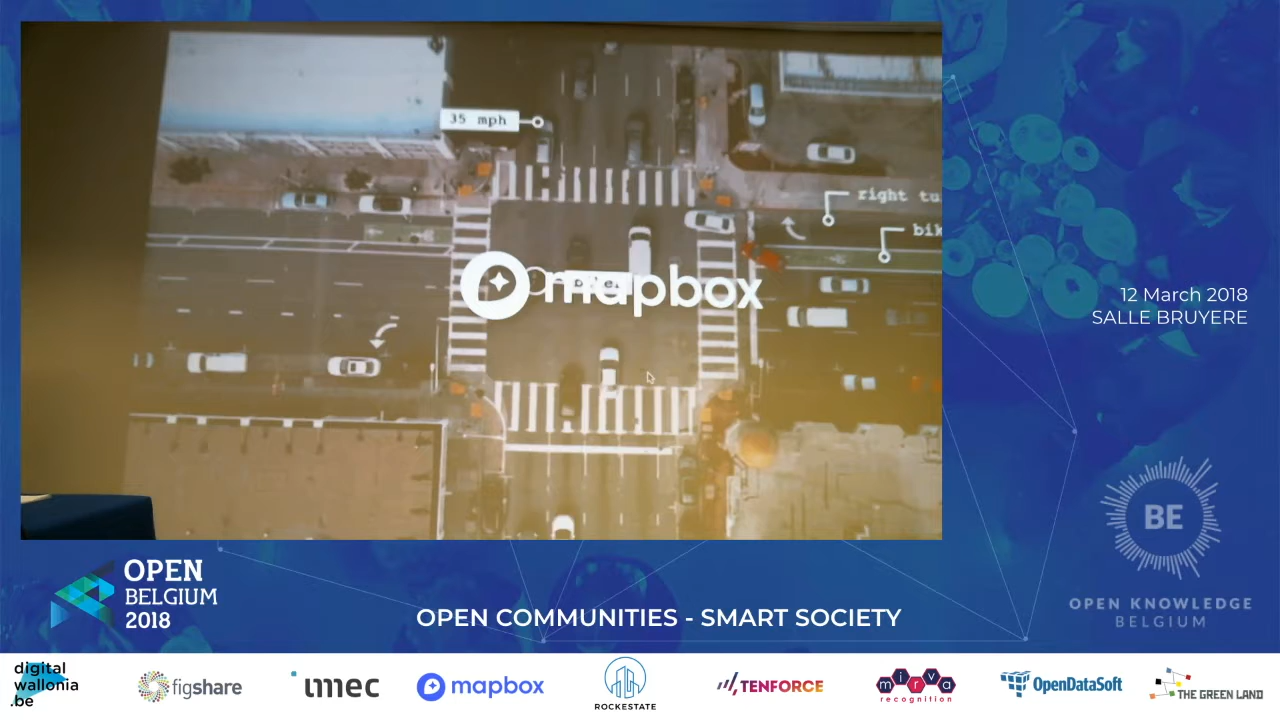 35 mph
right tu
bik
mapbox
12 March 2018
SALLE BRUYERE
BE
OPEN KNOWLEDGE
BELGIUM
OPEN
BELGIUM
2018
OPEN COMMUNITIES - SMART SOCIETY
digital
wallonia
.be
figshare
imec
mapbox
ROCKESTATE
TENFORCE
mirva
recognition
OpenDataSoft
THE GREEN LAND